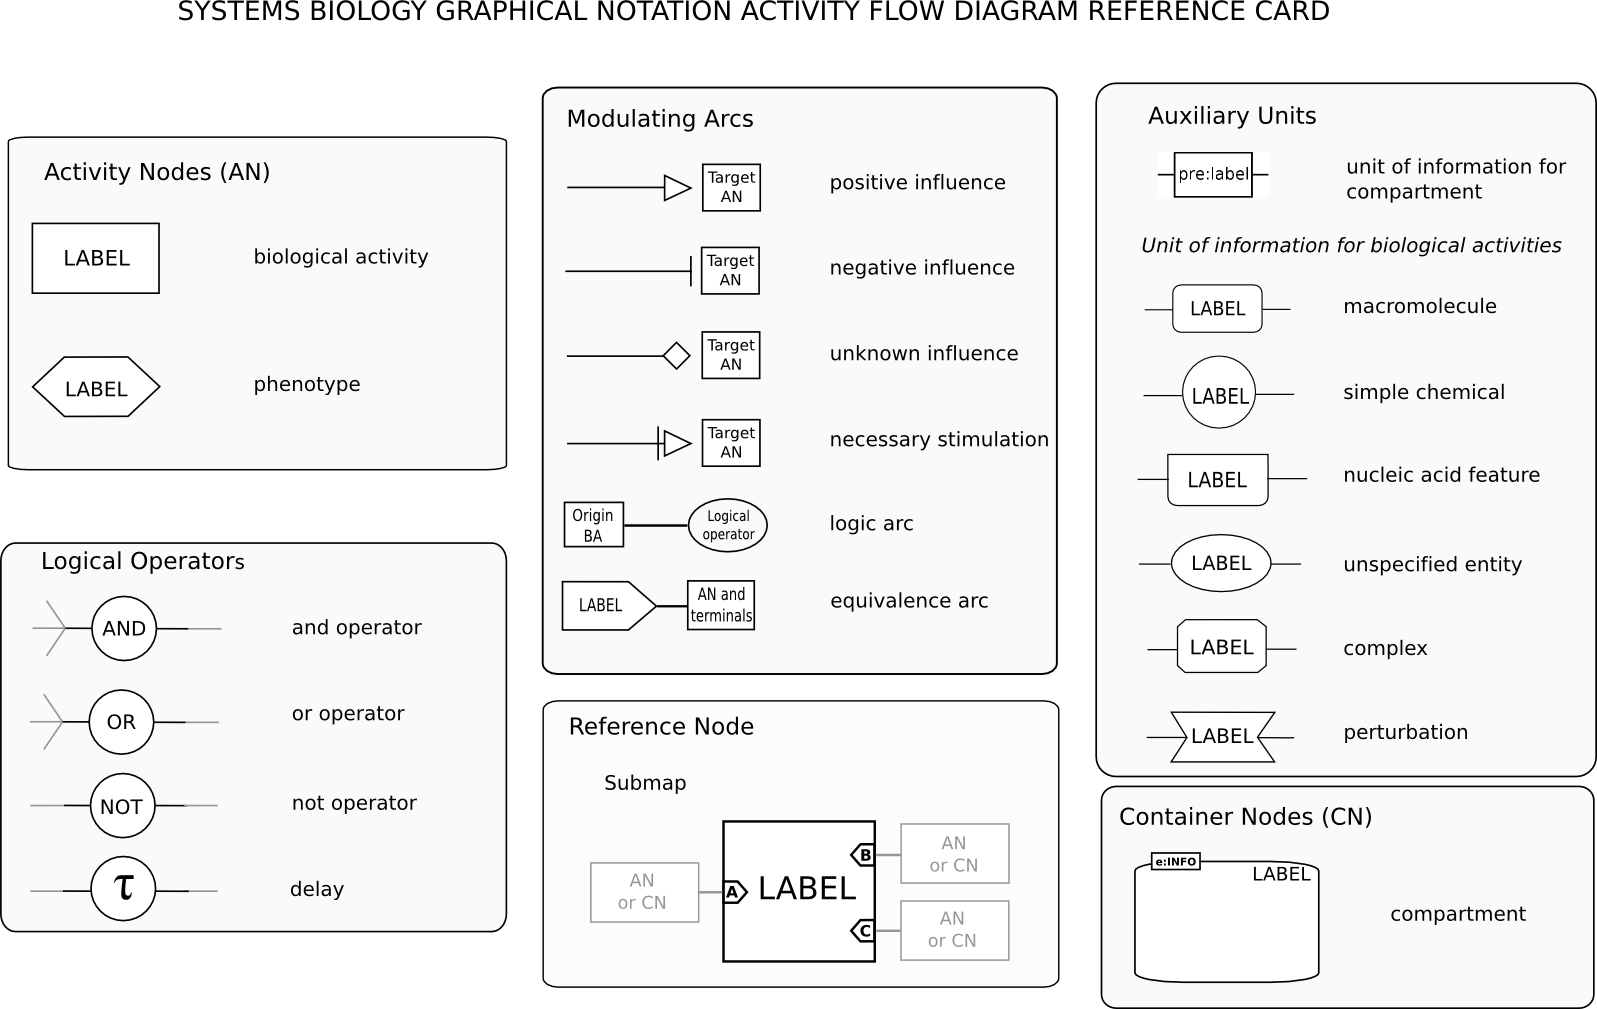 SYSTEMS BIOLOGY GRAPHICAL NOTATION ACTIVITY FLOW DIAGRAM REFERENCE CARD
Activity Nodes (AN)
LABEL
biological activity
LABEL
phenotype
Logical Operators
AND
and operator
OR
or operator
NOT
not operator
τ
delay
Modulating Arcs
Target
AN
positive influence
Target
AN
negative influence
Target
AN
unknown influence
Target
AN
necessary stimulation
Origin
BA
Logical
operator
logic arc
LABEL
AN and
terminals
equivalence arc
Reference Node
Submap
AN
or CN
A
LABEL
B
C
AN
or CN
AN
or CN
Auxiliary Units
pre:label
unit of information for
compartment
Unit of information for biological activities
LABEL
macromolecule
LABEL
simple chemical
LABEL
nucleic acid feature
LABEL
unspecified entity
LABEL
complex
LABEL
perturbation
Container Nodes (CN)
e:INFO
LABEL
compartment